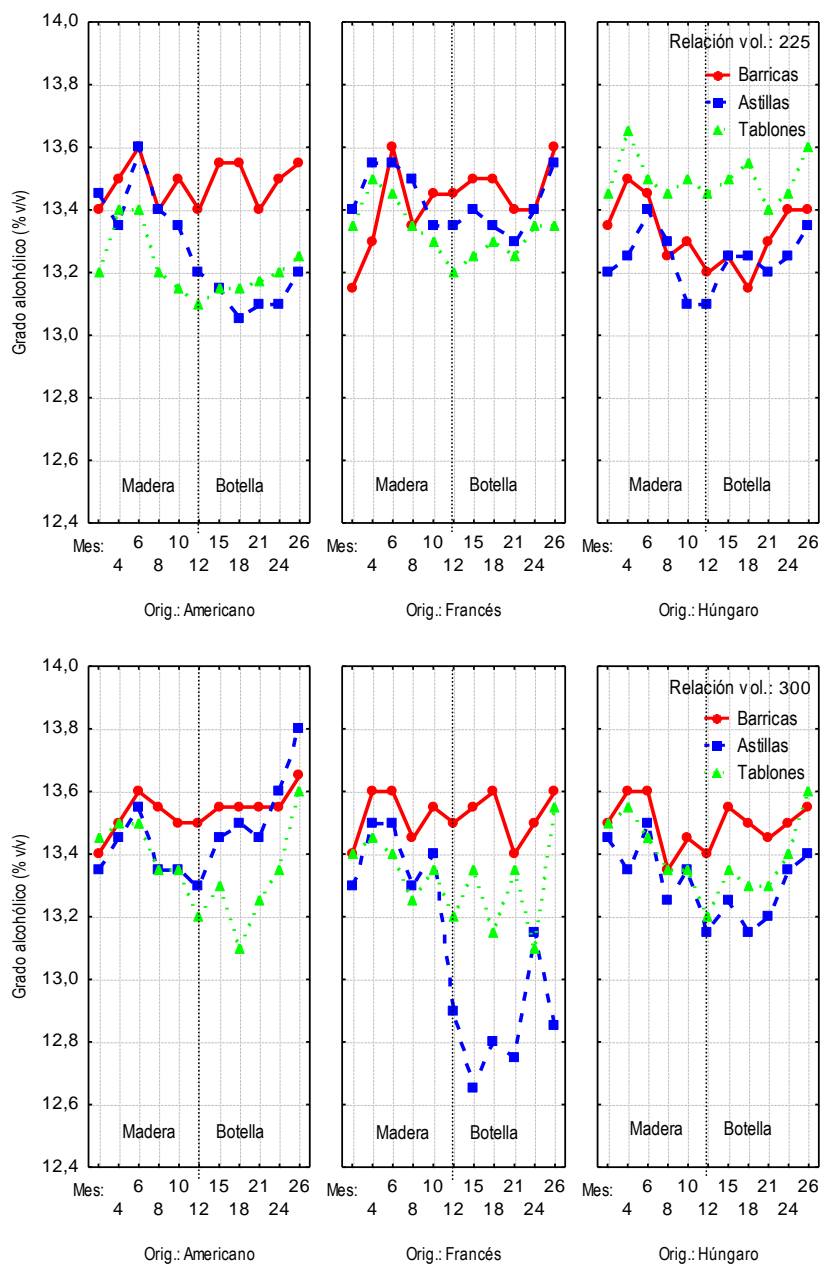 14,0
Relación vol.: 225
13,8
Barricas
Astillas
13,6
Tablones
13,4
13,2
13,0
12,8
12,6
Madera Botella Madera Botella Madera Botella
12,4
Mes: 6 10 15 21 26 Mes: 6 10 15 21 26 Mes: 6 10 15 21 26
4 8 12 18 24 4 8 12 18 24 4 8 12 18 24
Orig.: Americano Orig.: Francés Orig.: Húngaro
Grado alcohólico (% v/v)
14,0
Relación vol.: 300
13,8
Barricas
Astillas
13,6
Tablones
13,4
13,2
13,0
12,8
12,6
Madera Botella Madera Botella Madera Botella
12,4
Mes: 6 10 15 21 26 Mes: 6 10 15 21 26 Mes: 6 10 15 21 26
4 8 12 18 24 4 8 12 18 24 4 8 12 18 24
Orig.: Americano Orig.: Francés Orig.: Húngaro
Grado alcohólico (% v/v)